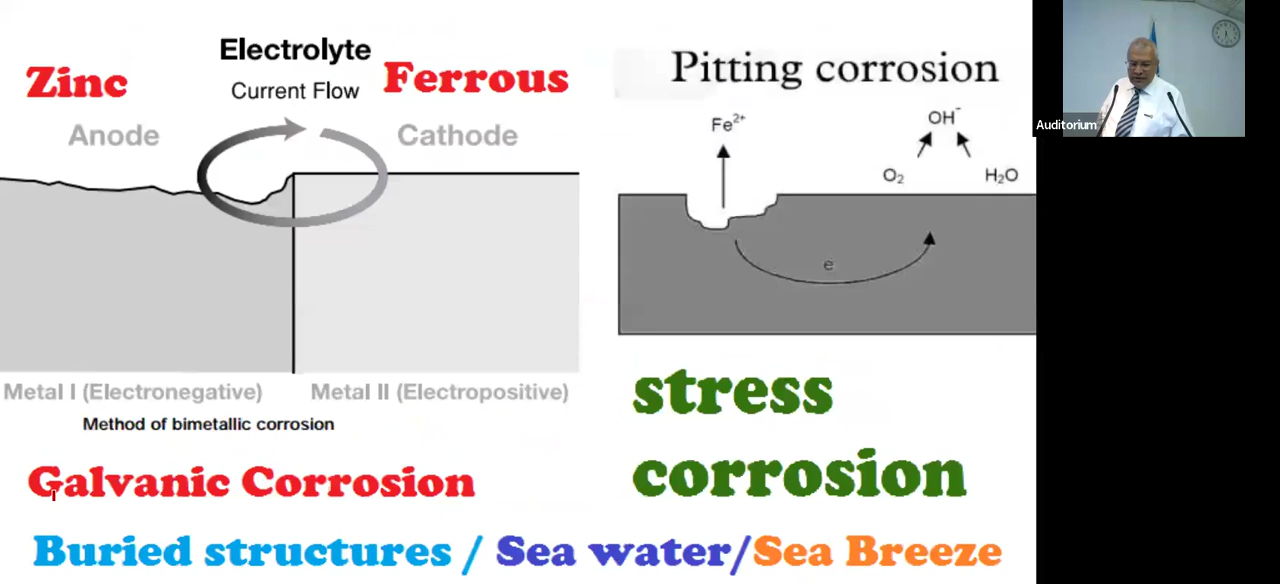 Electrolyte
Zinc
Ferrous
Current Flow
Anode
Cathode
Metal I (Electronegative)
Metal II (Electropositive)
Method of bimetallic corrosion
Galvanic Corrosion
Pitting corrosion
Fe2+
OH-
O2
H2O
e
stress
corrosion
Buried structures / Sea water/Sea Breeze
Auditorium